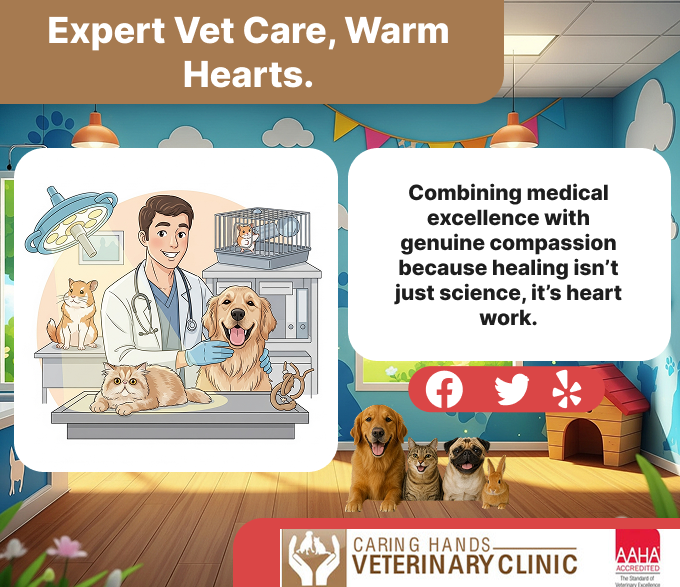 Expert Vet Care, Warm
Hearts.
Combining medical
excellence with
genuine compassion
because healing isn’t
just science, it’s heart
work.
CARING HANDS
VETERINARY CLINIC
AAHA
ACCREDITED
The Standard of
Veterinary Excellence